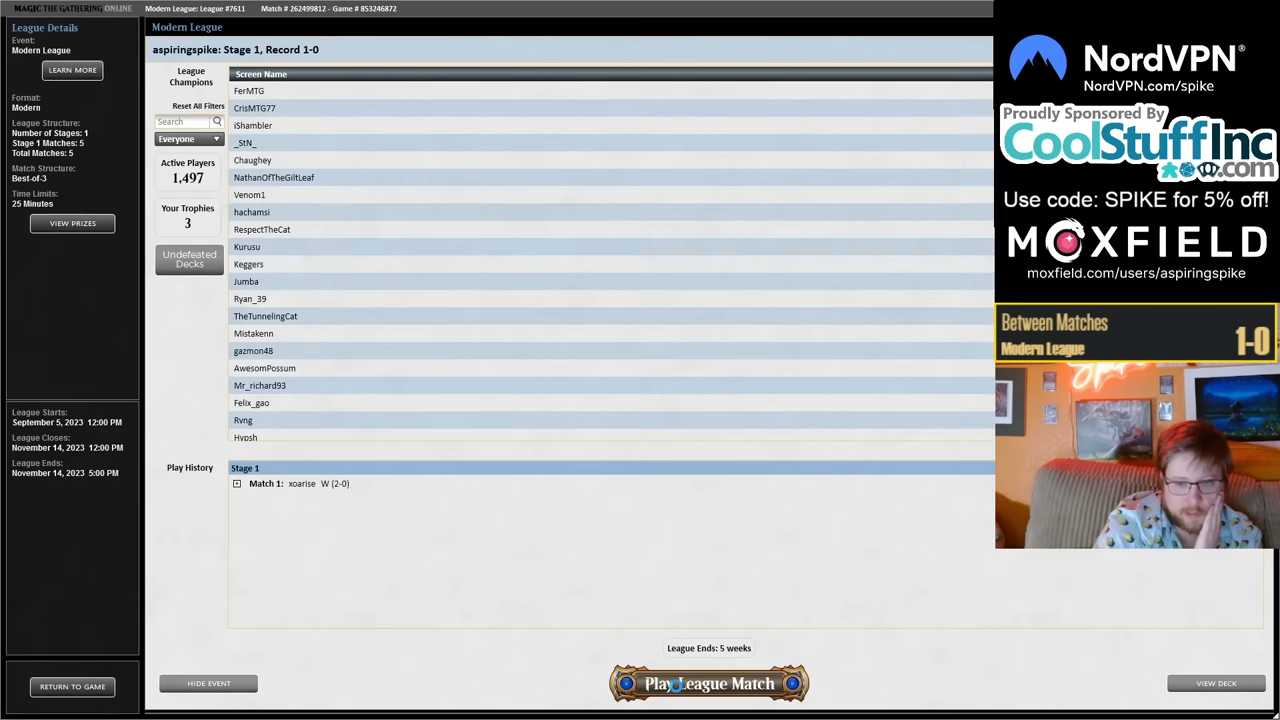 MAGIC THE GATHERING ONLINE
Modern League: League #7611
Match # 262499812 - Game # 853246872
League Details
Event:
Modern League
LEARN MORE
Format:
Modern
League Structure:
Number of Stages: 1
Stage 1 Matches: 5
Total Matches: 5
Match Structure:
Best-of-3
Time Limits:
25 Minutes
VIEW PRIZES
League Starts:
September 5, 2023 12:00 PM
League Closes:
November 14, 2023 12:00 PM
League Ends:
November 14, 2023 5:00 PM
RETURN TO GAME
Modern League
aspiringspike: Stage 1, Record 1-0
League
Champions
Reset All Filters
Search
Everyone
Active Players
1,497
Your Trophies
3
Undefeated
Decks
Screen Name
FerMTG
CrisMTG77
iShambler
_StN_
Chaughey
NathanOfTheGiltLeaf
Venom1
hachamsi
RespectTheCat
Kurusu
Keggers
Jumba
Ryan_39
TheTunnelingCat
Mistakenn
gazmon48
AwesomPossum
Mr_richard93
Felix_gao
Rvng
Hypsh
Play History
Stage 1
Match 1: xoarise W (2-0)
League Ends: 5 weeks
HIDE EVENT
Play League Match
VIEW DECK
NordVPN®
NordVPN.com/spike
Proudly Sponsored By
CoolStuffInc
.com
Use code: SPIKE for 5% off!
MOXFIELD
moxfield.com/users/aspiringspike
Between Matches
Modern League
1-0